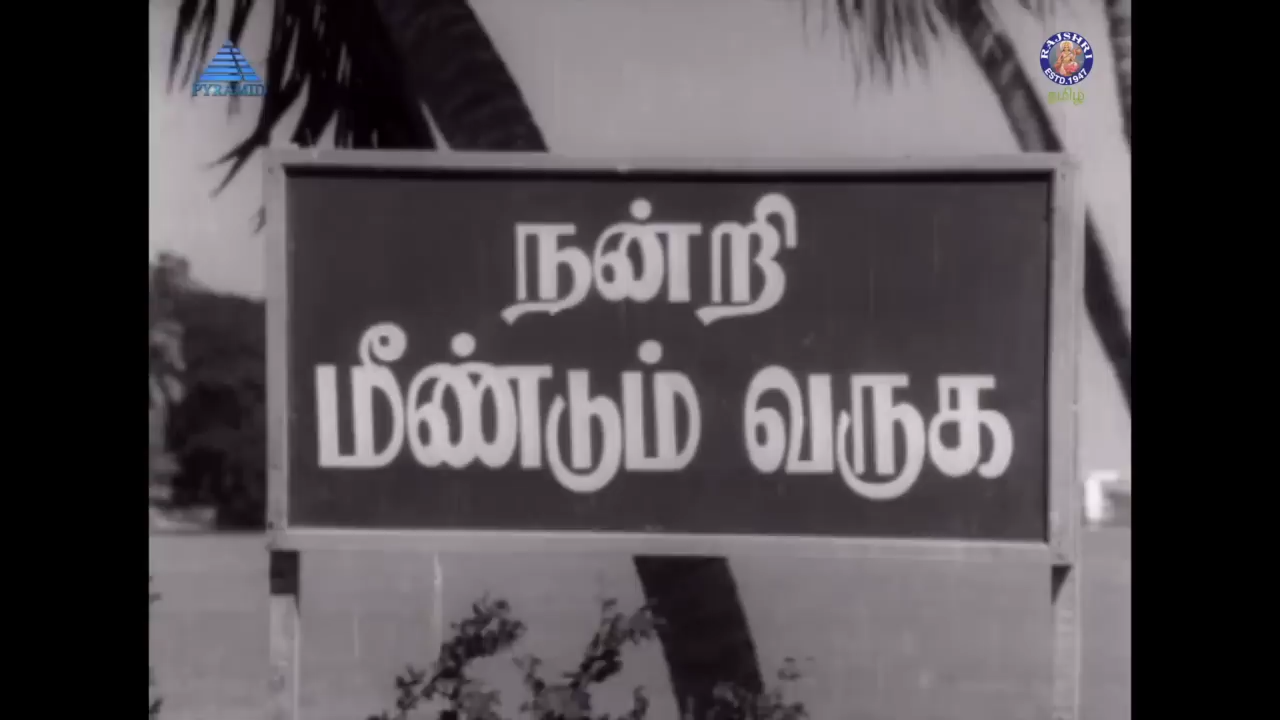 PYRAMID
RAJSHRI
ESTD.1947
தமிழ்
நன்றி
மீண்டும் வருக